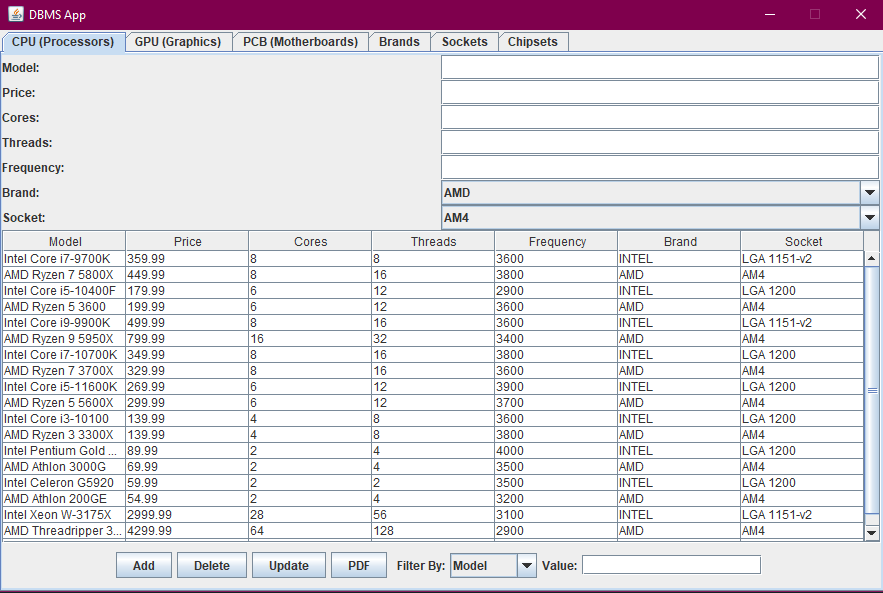 DBMS App
CPU (Processors) GPU (Graphics) PCB (Motherboards) Brands Sockets Chipsets
Model:
Price:
Cores:
Threads:
Frequency:
Brand: AMD
Socket: AM4
Model Price Cores Threads Frequency Brand Socket
Intel Core i7-9700K 359.99 8 8 3600 INTEL LGA 1151-v2
AMD Ryzen 7 5800X 449.99 8 16 3800 AMD AM4
Intel Core i5-10400F 179.99 6 12 2900 INTEL LGA 1200
AMD Ryzen 5 3600 199.99 6 12 3600 AMD AM4
Intel Core i9-9900K 499.99 8 16 3600 INTEL LGA 1151-v2
AMD Ryzen 9 5950X 799.99 16 32 3400 AMD AM4
Intel Core i7-10700K 349.99 8 16 3800 INTEL LGA 1200
AMD Ryzen 7 3700X 329.99 8 16 3600 AMD AM4
Intel Core i5-11600K 269.99 6 12 3900 INTEL LGA 1200
AMD Ryzen 5 5600X 299.99 6 12 3700 AMD AM4
Intel Core i3-10100 139.99 4 8 3600 INTEL LGA 1200
AMD Ryzen 3 3300X 139.99 4 8 3800 AMD AM4
Intel Pentium Gold ... 89.99 2 4 4000 INTEL LGA 1200
AMD Athlon 3000G 69.99 2 4 3500 AMD AM4
Intel Celeron G5920 59.99 2 2 3500 INTEL LGA 1200
AMD Athlon 200GE 54.99 2 4 3200 AMD AM4
Intel Xeon W-3175X 2999.99 28 56 3100 INTEL LGA 1151-v2
AMD Threadripper 3... 4299.99 64 128 2900 AMD AM4
Add Delete Update PDF Filter By: Model Value: